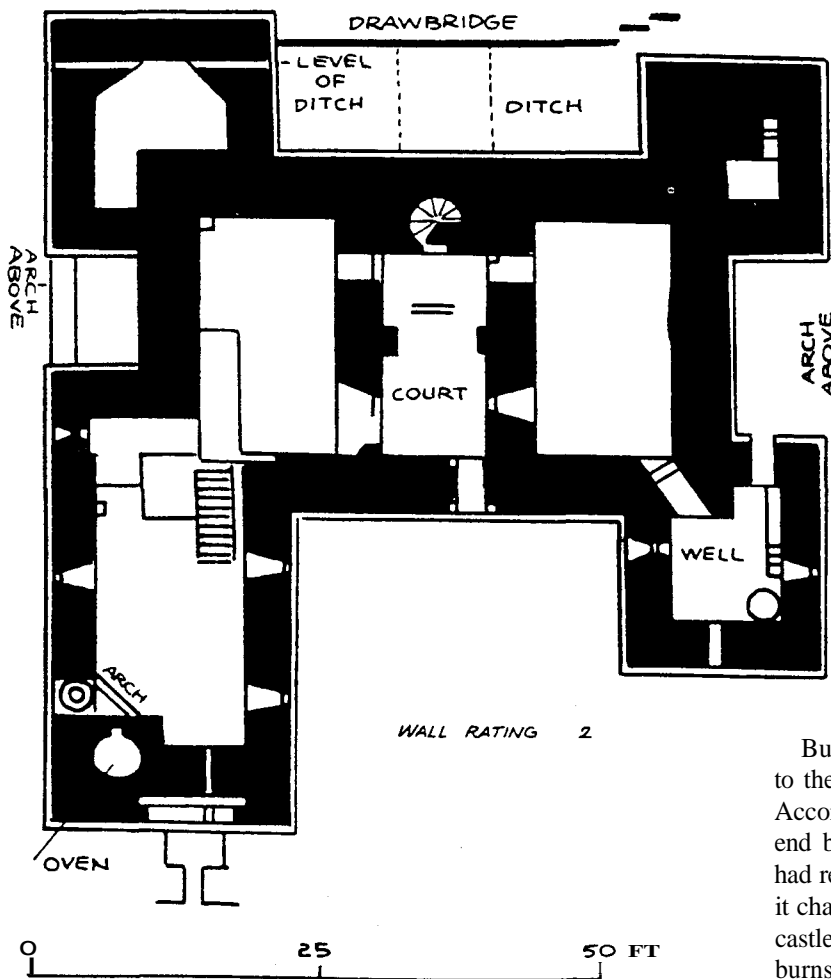 DRAWBRIDGE
- LEVEL
OF
DITCH
DITCH
ARCH
ABOVE
ARCH
ABOVE
COURT
WELL
ARCH
WALL RATING 2
OVEN
0 25 50 FT
Bu
to the
Accor
end b
had re
it cha
castle
burns